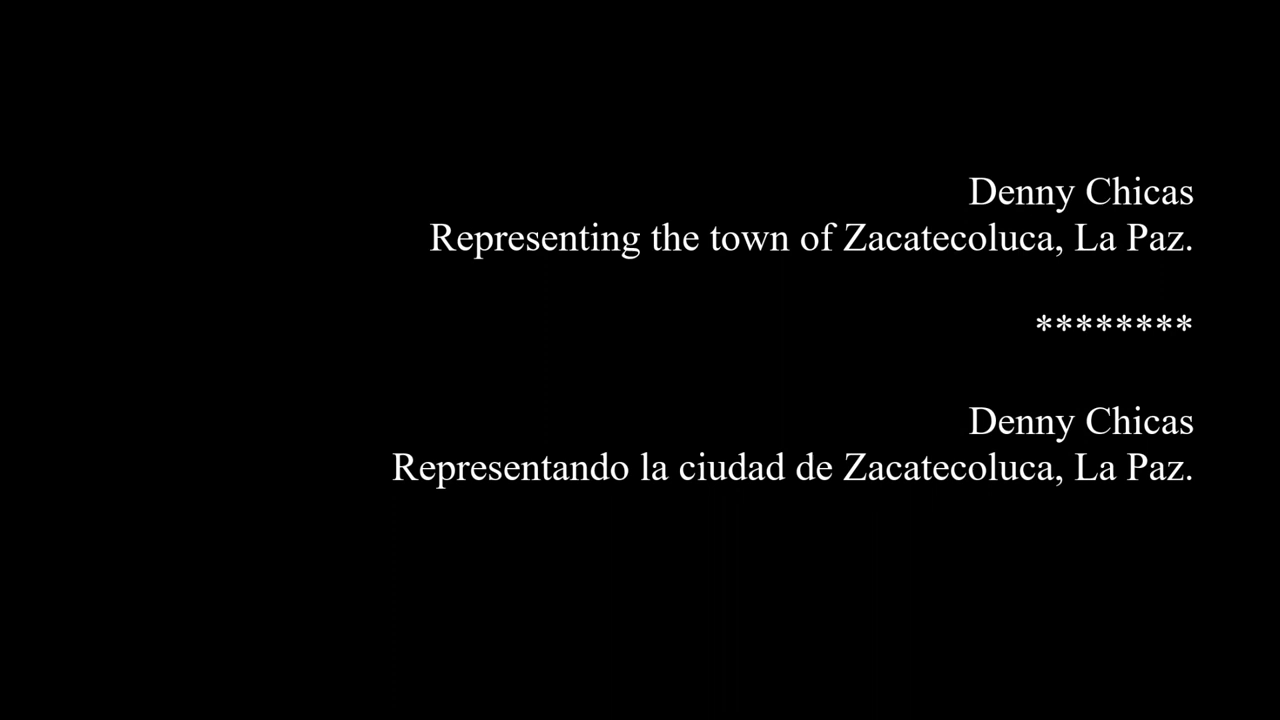 Denny Chicas
Representing the town of Zacatecoluca, La Paz.
********
Denny Chicas
Representando la ciudad de Zacatecoluca, La Paz.